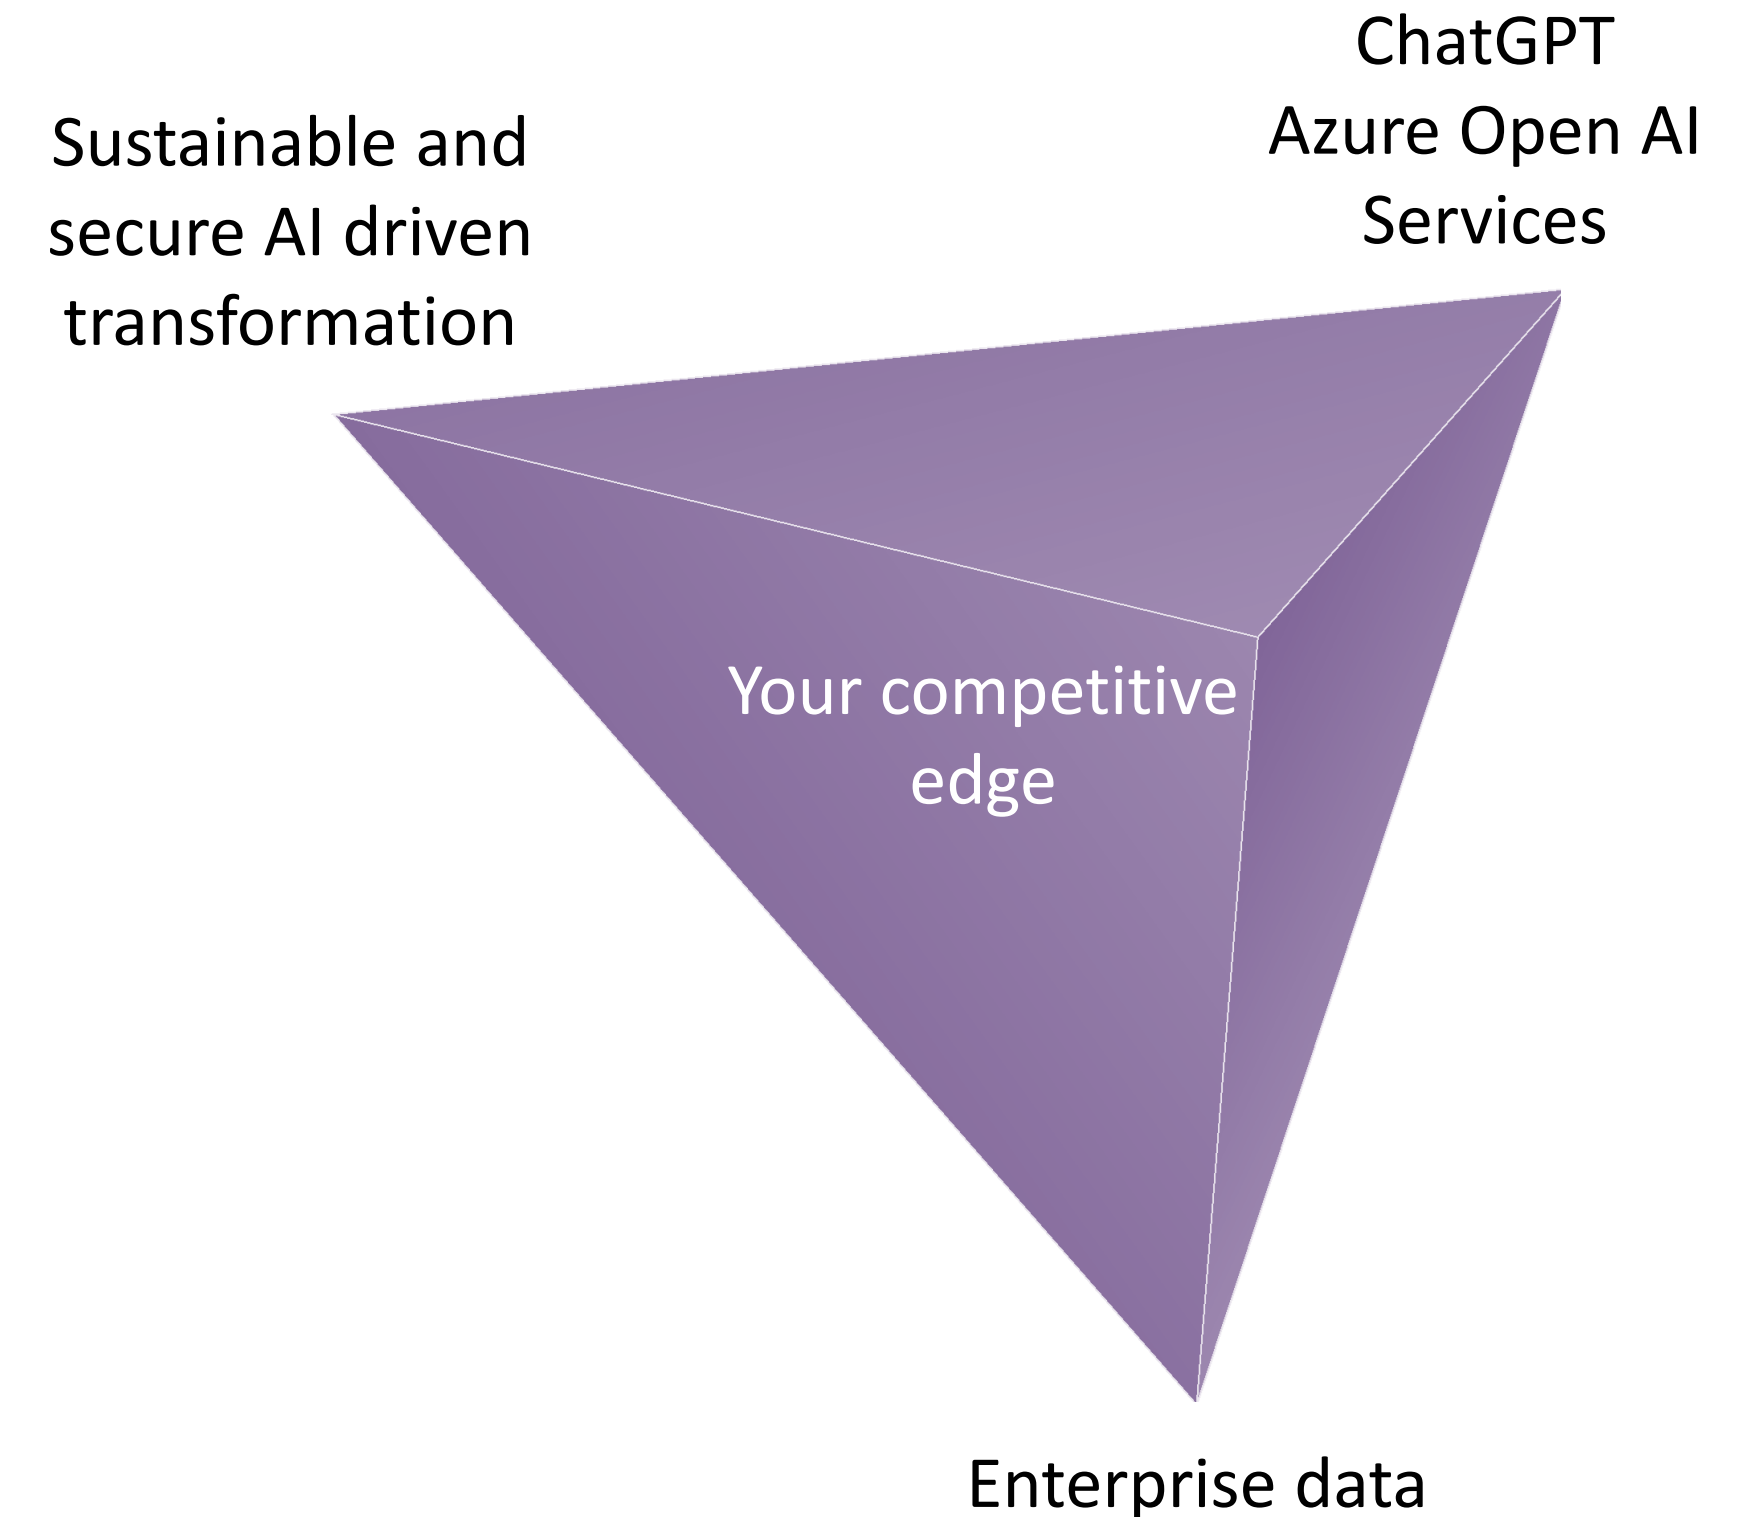 Sustainable and
secure AI driven
transformation
ChatGPT
Azure Open AI
Services
Your competitive
edge
Enterprise data